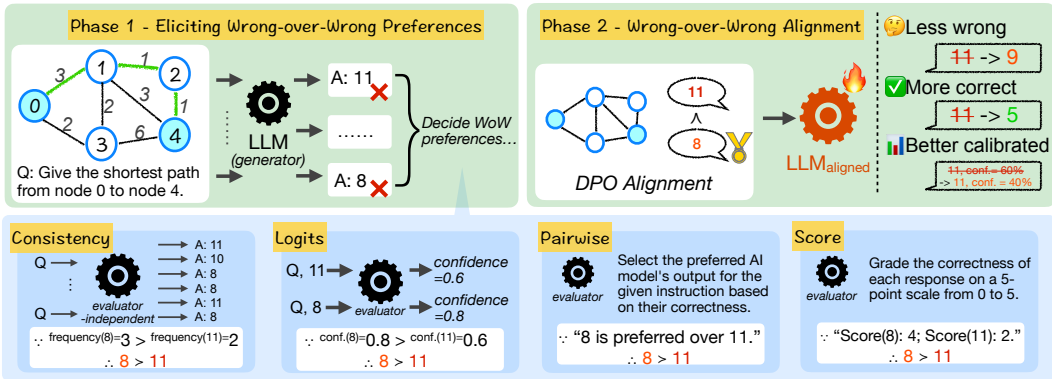 Phase 1 - Eliciting Wrong-over-Wrong Preferences
0
1
2
3
4
3
1
2
3
1
2
6
Q: Give the shortest path
from node 0 to node 4.
LLM
(generator)
A: 11
......
A: 8
Decide WoW
preferences...
Phase 2 - Wrong-over-Wrong Alignment
11
<
8
DPO Alignment
LLMaligned
Less wrong
11 -> 9
More correct
11 -> 5
Better calibrated
11, conf.= 60%
-> 11, conf. = 40%
Consistency
Q
⋮
Q
evaluator
-independent
A: 11
A: 10
A: 8
A: 8
A: 11
A: 8
∵ frequency(8)=3 > frequency(11)=2
∴ 8 > 11
Logits
Q, 11
Q, 8
evaluator
confidence
=0.6
confidence
=0.8
∵ conf.(8)=0.8 > conf.(11)=0.6
∴ 8 > 11
Pairwise
evaluator
Select the preferred AI
model's output for the
given instruction based
on their correctness.
∵ “8 is preferred over 11.”
∴ 8 > 11
Score
evaluator
Grade the correctness of
each response on a 5-
point scale from 0 to 5.
∵ “Score(8): 4; Score(11): 2.”
∴ 8 > 11